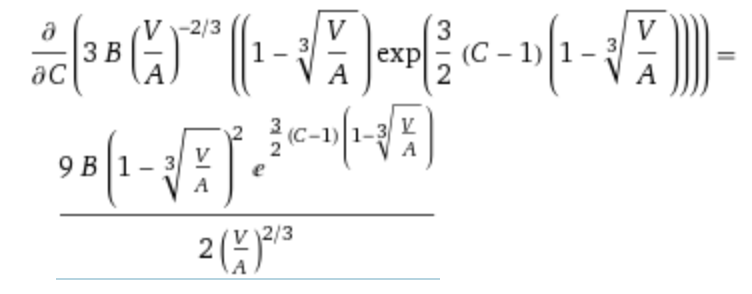 ∂/∂C (3 B (V/A)^(-2/3) ((1 - ∛(V/A)) exp(3/2 (C - 1) (1 - ∛(V/A))))) =
9 B (1 - ∛(V/A))^2 e^(3/2 (C-1) (1-∛(V/A)))
2 (V/A)^(2/3)